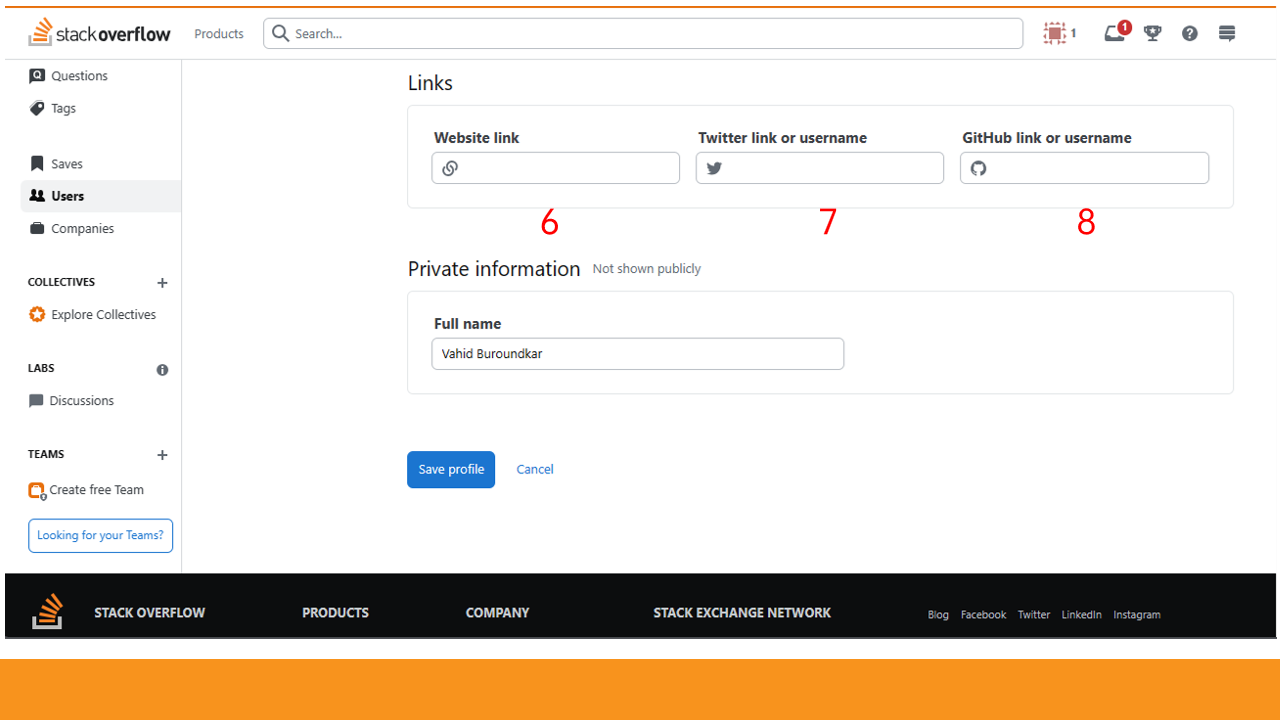 stackoverflow Products Search... 1 1
Questions
Tags
Saves
Users
Companies
COLLECTIVES
Explore Collectives
LABS
Discussions
TEAMS
Create free Team
Looking for your Teams?
Links
Website link Twitter link or username GitHub link or username
6 7 8
Private information Not shown publicly
Full name
Vahid Buroundkar
Save profile Cancel
STACK OVERFLOW PRODUCTS COMPANY STACK EXCHANGE NETWORK Blog Facebook Twitter LinkedIn Instagram